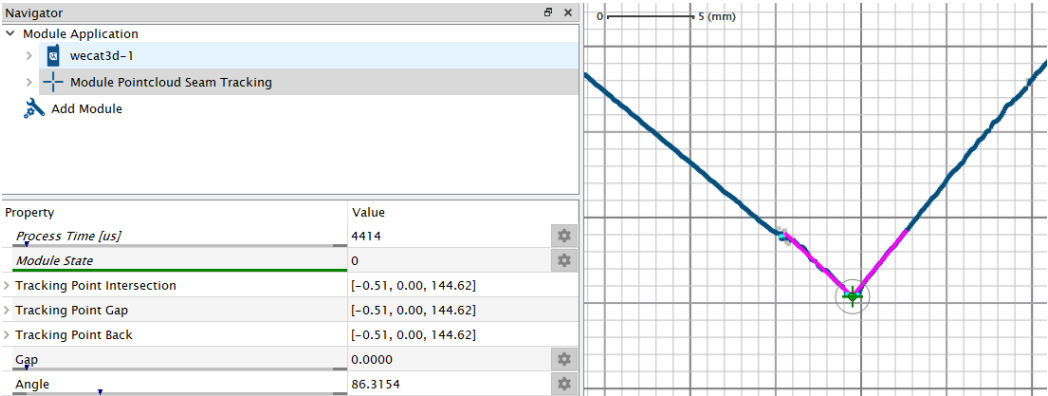 Navigator
Module Application
wecat3d-1
Module Pointcloud Seam Tracking
Add Module
Property Value
Process Time [us] 4414
Module State 0
Tracking Point Intersection [-0.51, 0.00, 144.62]
Tracking Point Gap [-0.51, 0.00, 144.62]
Tracking Point Back [-0.51, 0.00, 144.62]
Gap 0.0000
Angle 86.3154
0 5 (mm)